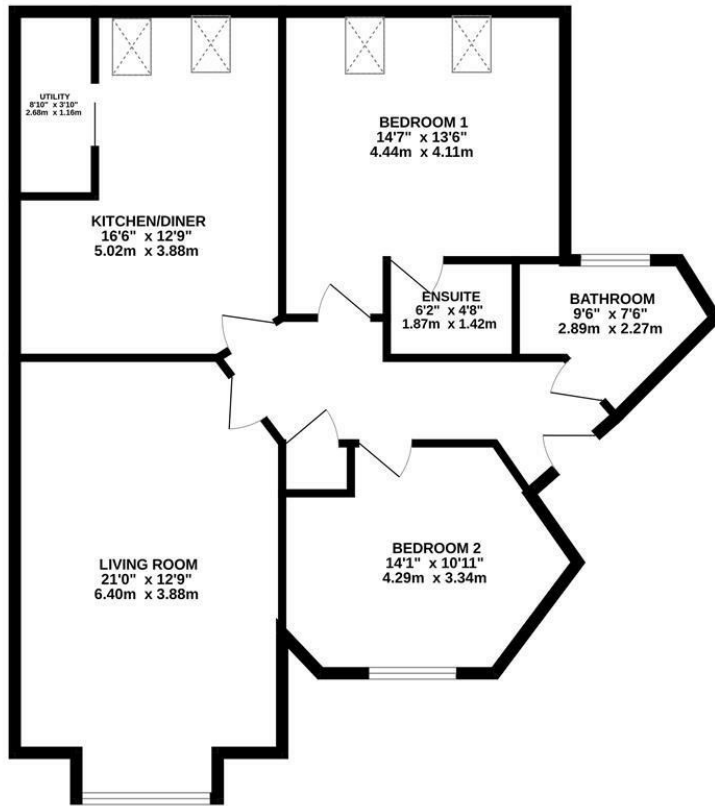 UTILITY
8'10" x 3'10"
2.68m x 1.16m
BEDROOM 1
14'7" x 13'6"
4.44m x 4.11m
KITCHEN/DINER
16'6" x 12'9"
5.02m x 3.88m
ENSUITE
6'2" x 4'8"
1.87m x 1.42m
BATHROOM
9'6" x 7'6"
2.89m x 2.27m
LIVING ROOM
21'0" x 12'9"
6.40m x 3.88m
BEDROOM 2
14'1" x 10'11"
4.29m x 3.34m